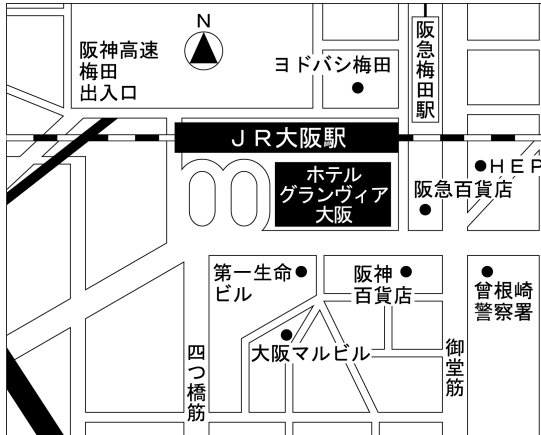 N
阪神高速
梅田
出入口
ヨドバシ梅田
阪急梅田駅
JR大阪駅
ホテル
グランヴィア
大阪
HEP
阪急百貨店
第一生命
ビル
阪神
百貨店
曾根崎
警察署
大阪マルビル
四つ橋筋
御堂筋